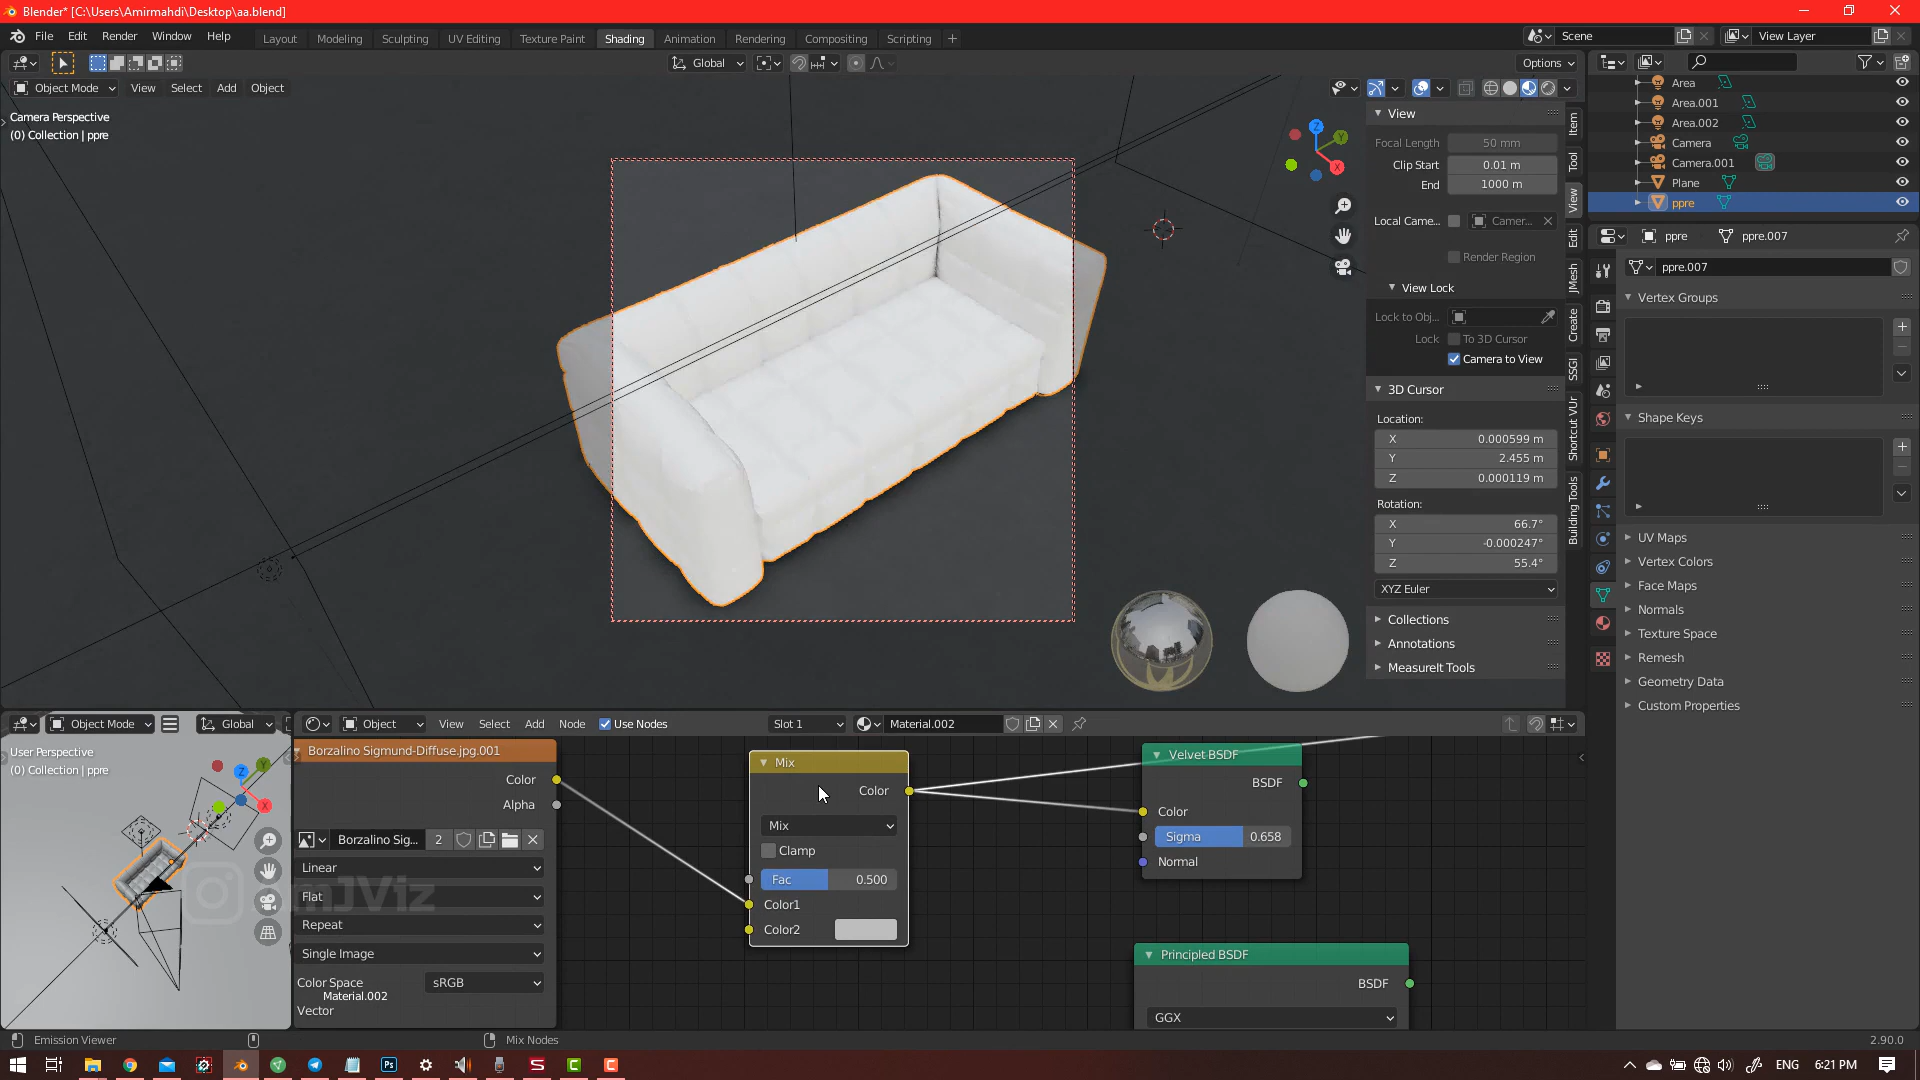 Blender* [C:\Users\Amirmahdi\Desktop\aa.blend]
File Edit Render Window Help
Layout Modeling Sculpting UV Editing Texture Paint Shading Animation Rendering Compositing Scripting
Scene
View Layer
Global
Options
Object Mode View Select Add Object
Camera Perspective
(0) Collection | ppre
Z
Y
X
View
Focal Length 50 mm
Clip Start 0.01 m
End 1000 m
Local Came... Camer...
Render Region
View Lock
Lock to Obj...
Lock To 3D Cursor
Camera to View
3D Cursor
Location:
X 0.000599 m
Y 2.455 m
Z 0.000119 m
Rotation:
X 66.7°
Y -0.000247°
Z 55.4°
XYZ Euler
Collections
Annotations
MeasureIt Tools
Item
Tool
View
Edit
JMesh
Create
SSGI
Shortcut VUr
Building Tools
Area
Area.001
Area.002
Camera
Camera.001
Plane
ppre
ppre ppre.007
ppre.007
Vertex Groups
Shape Keys
UV Maps
Vertex Colors
Face Maps
Normals
Texture Space
Remesh
Geometry Data
Custom Properties
Object Mode Global
User Perspective
(0) Collection | ppre
Z
Y
X
Object View Select Add Node Use Nodes Slot 1 Material.002
Borzalino Sigmund-Diffuse.jpg.001
Color
Alpha
Borzalino Sig... 2
Linear
Flat
Repeat
Single Image
Color Space sRGB
Material.002
Vector
Mix
Color
Mix
Clamp
Fac 0.500
Color1
Color2
Velvet BSDF
BSDF
Color
Sigma 0.658
Normal
Principled BSDF
BSDF
GGX
Emission Viewer
Mix Nodes
2.90.0
ENG
6:21 PM